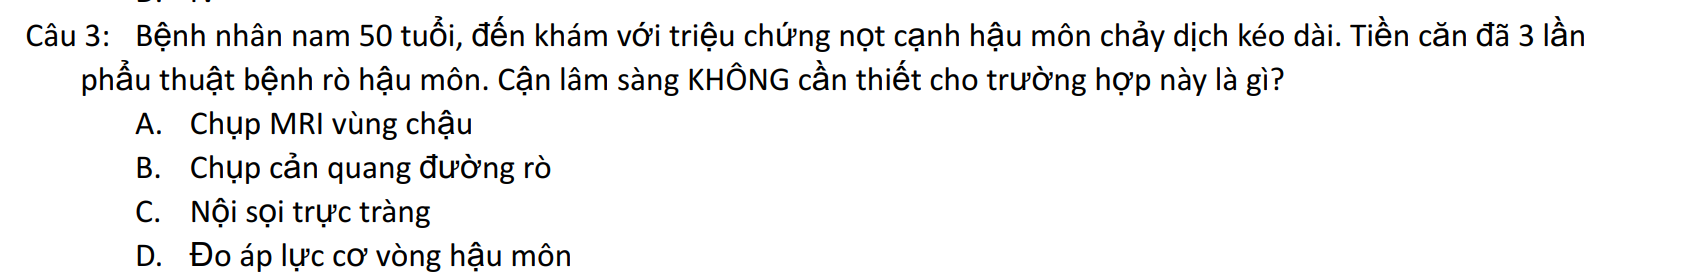 Câu 3: Bệnh nhân nam 50 tuổi, đến khám với triệu chứng nọt cạnh hậu môn chảy dịch kéo dài. Tiền căn đã 3 lần
phẩu thuật bệnh rò hậu môn. Cận lâm sàng KHÔNG cần thiết cho trường hợp này là gì?
A. Chụp MRI vùng chậu
B. Chụp cản quang đường rò
C. Nội sọi trực tràng
D. Đo áp lực cơ vòng hậu môn